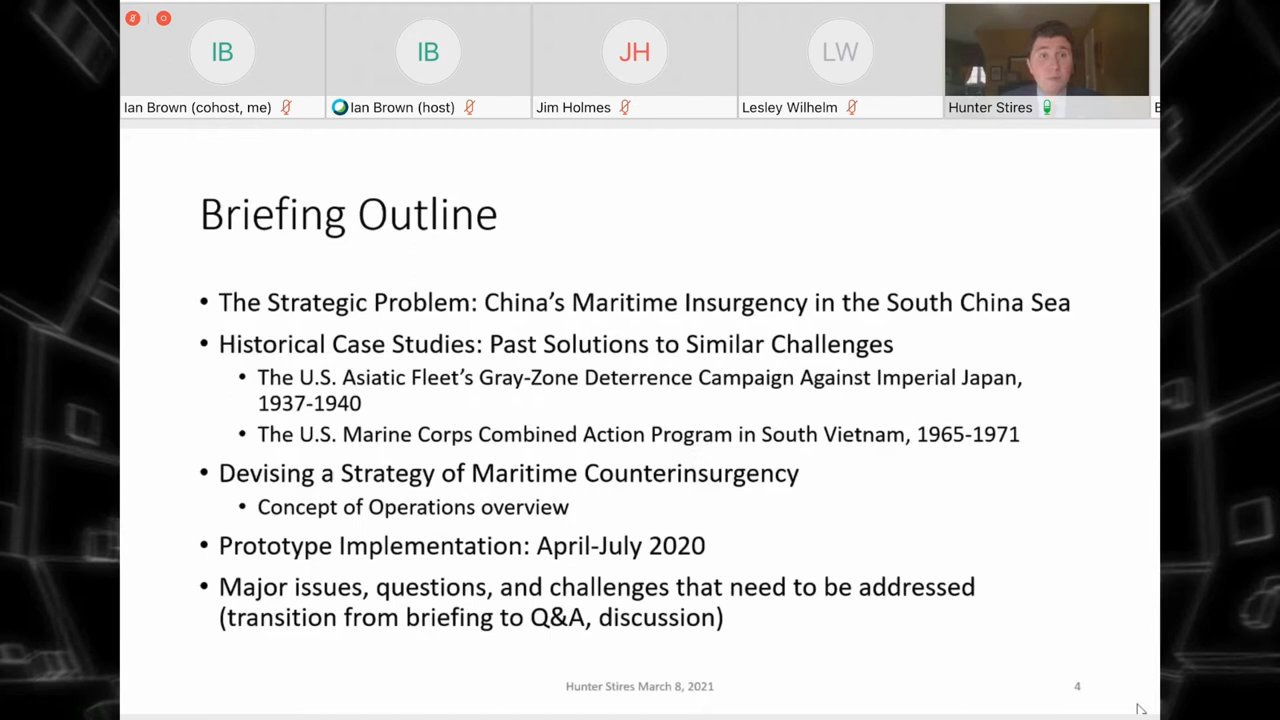 IB
IB
JH
LW
Ian Brown (cohost, me)
Ian Brown (host)
Jim Holmes
Lesley Wilhelm
Hunter Stires
Briefing Outline
• The Strategic Problem: China's Maritime Insurgency in the South China Sea
• Historical Case Studies: Past Solutions to Similar Challenges
• The U.S. Asiatic Fleet's Gray-Zone Deterrence Campaign Against Imperial Japan,
1937-1940
• The U.S. Marine Corps Combined Action Program in South Vietnam, 1965-1971
• Devising a Strategy of Maritime Counterinsurgency
• Concept of Operations overview
• Prototype Implementation: April-July 2020
• Major issues, questions, and challenges that need to be addressed
(transition from briefing to Q&A, discussion)
Hunter Stires March 8, 2021
4